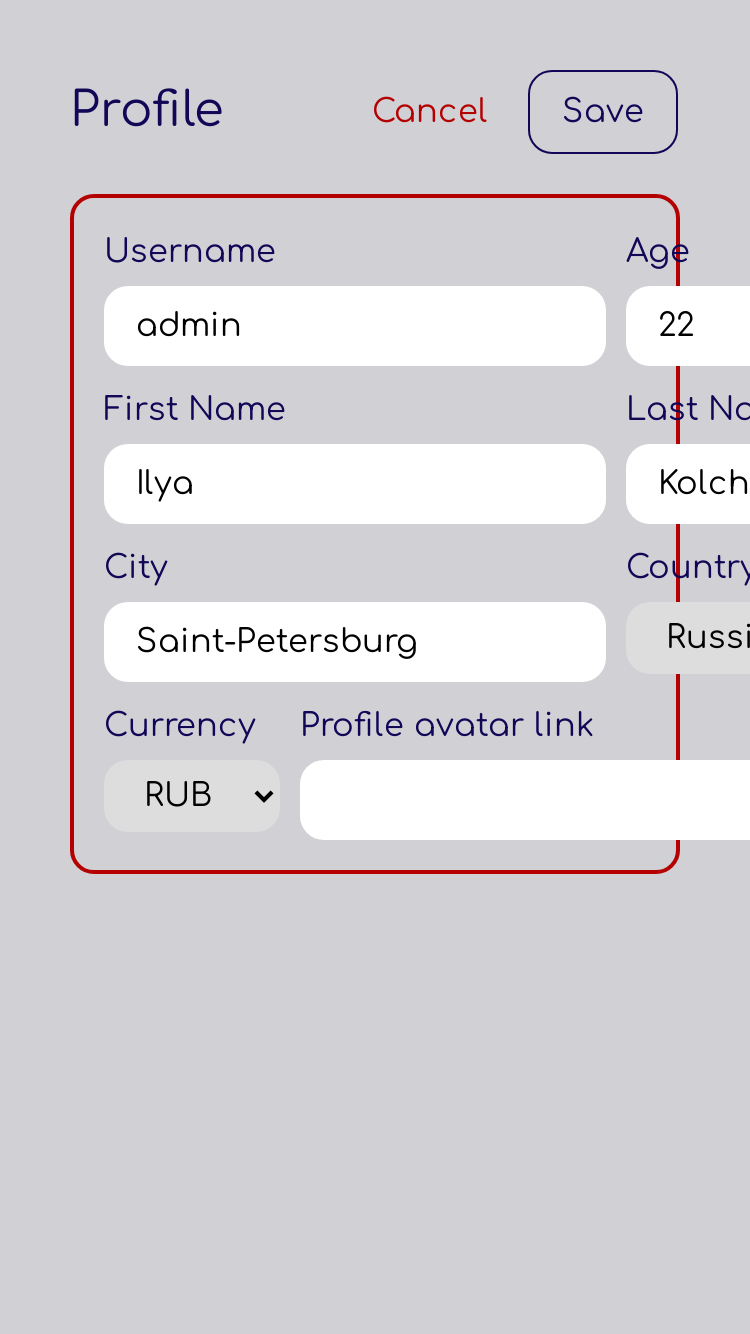 Profile Cancel Save
Username Age
admin 22
First Name Last Na
Ilya Kolch
City Country
Saint-Petersburg Russi
Currency Profile avatar link
RUB